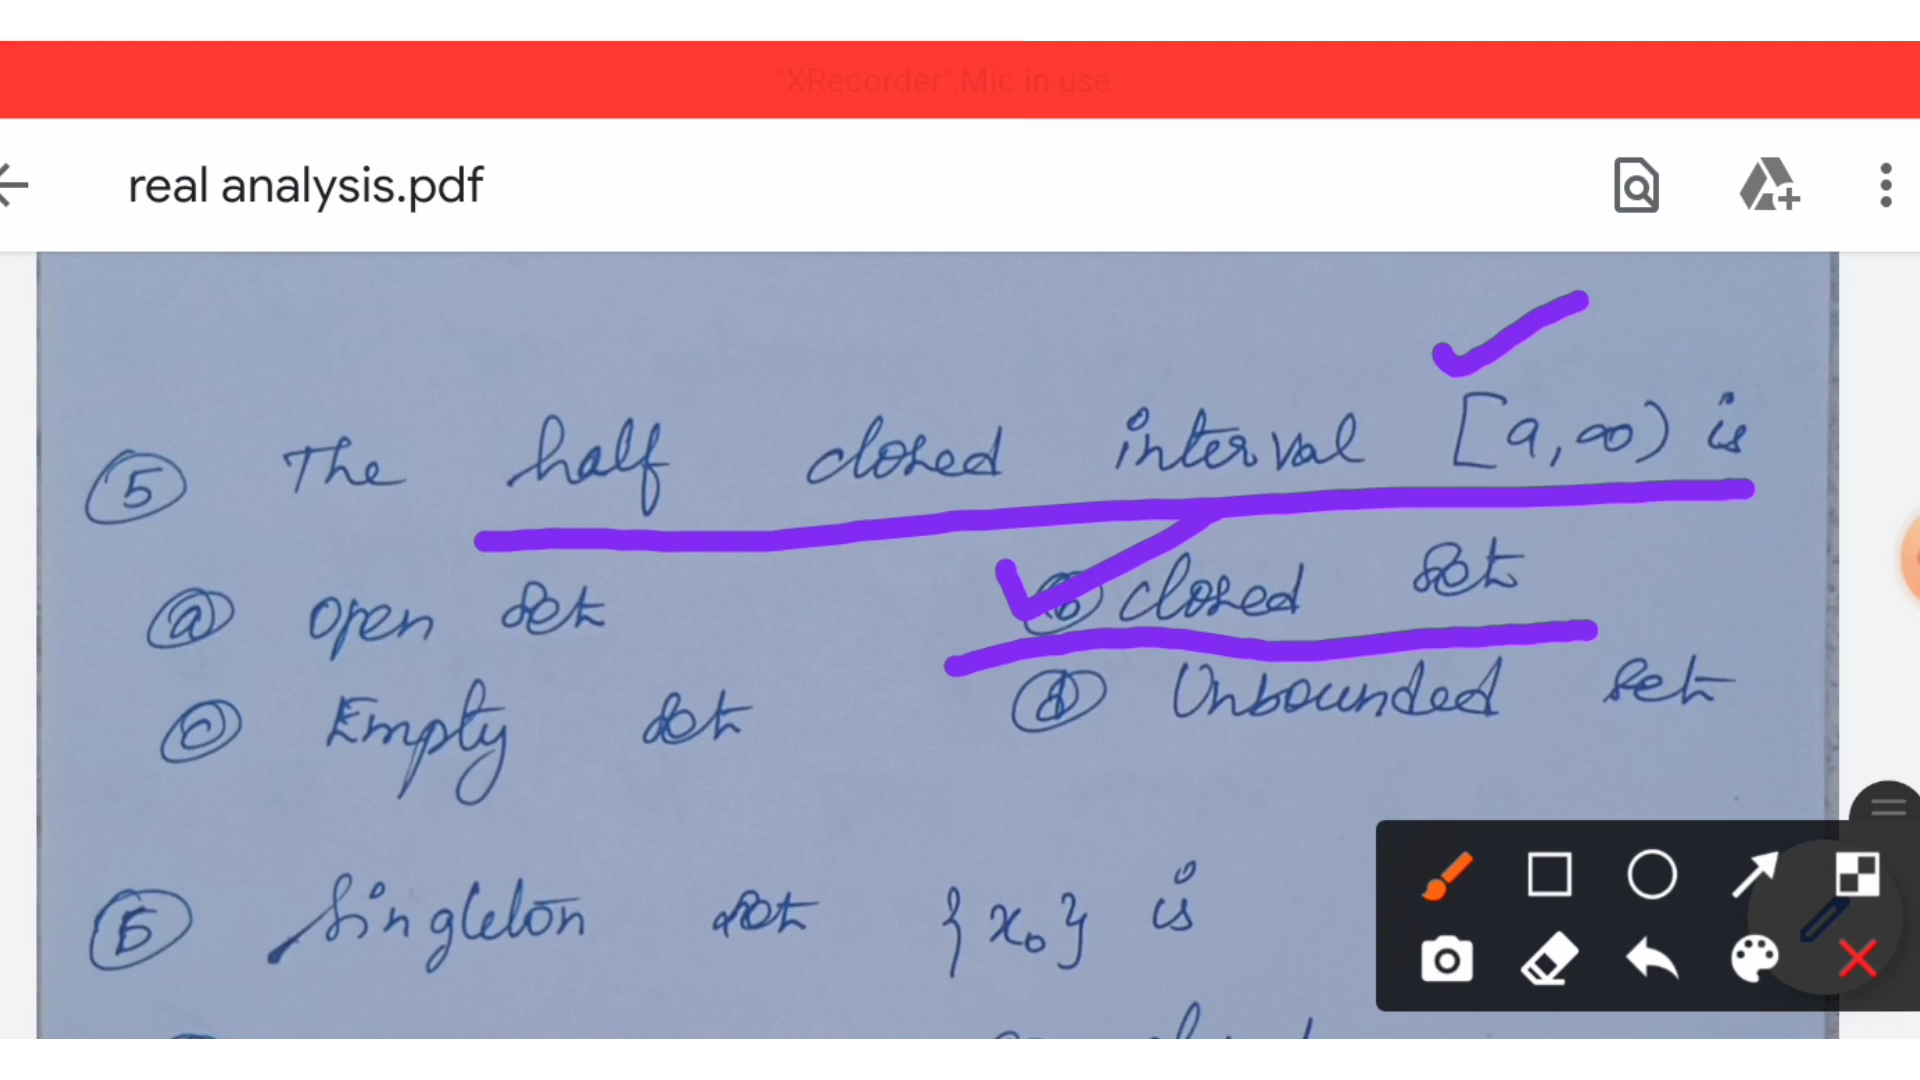 "XRecorder",Mic in use
real analysis.pdf
5 The half closed interval [a, ∞) is
a open set b closed set
c Empty set d Unbounded set
6 Singleton set {x₀} is